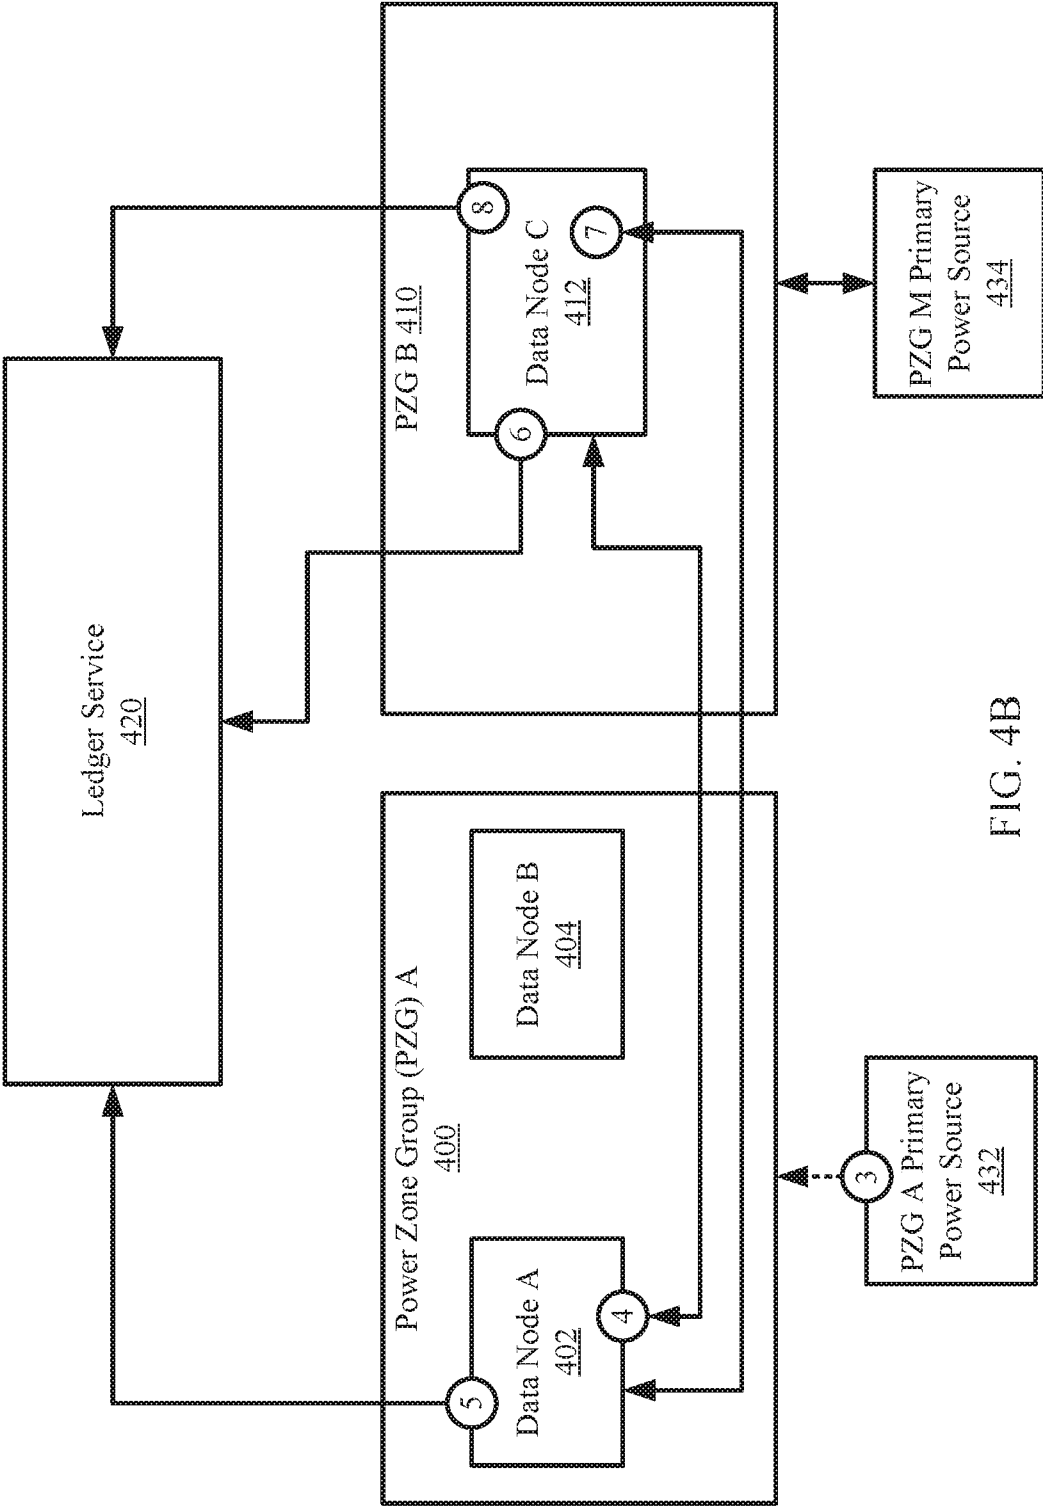 Ledger Service
420
Power Zone Group (PZG) A
400
5
Data Node A
402
4
Data Node B
404
PZG B 410
6
8
Data Node C
412
7
3
PZG A Primary
Power Source
432
PZG M Primary
Power Source
434
FIG. 4B